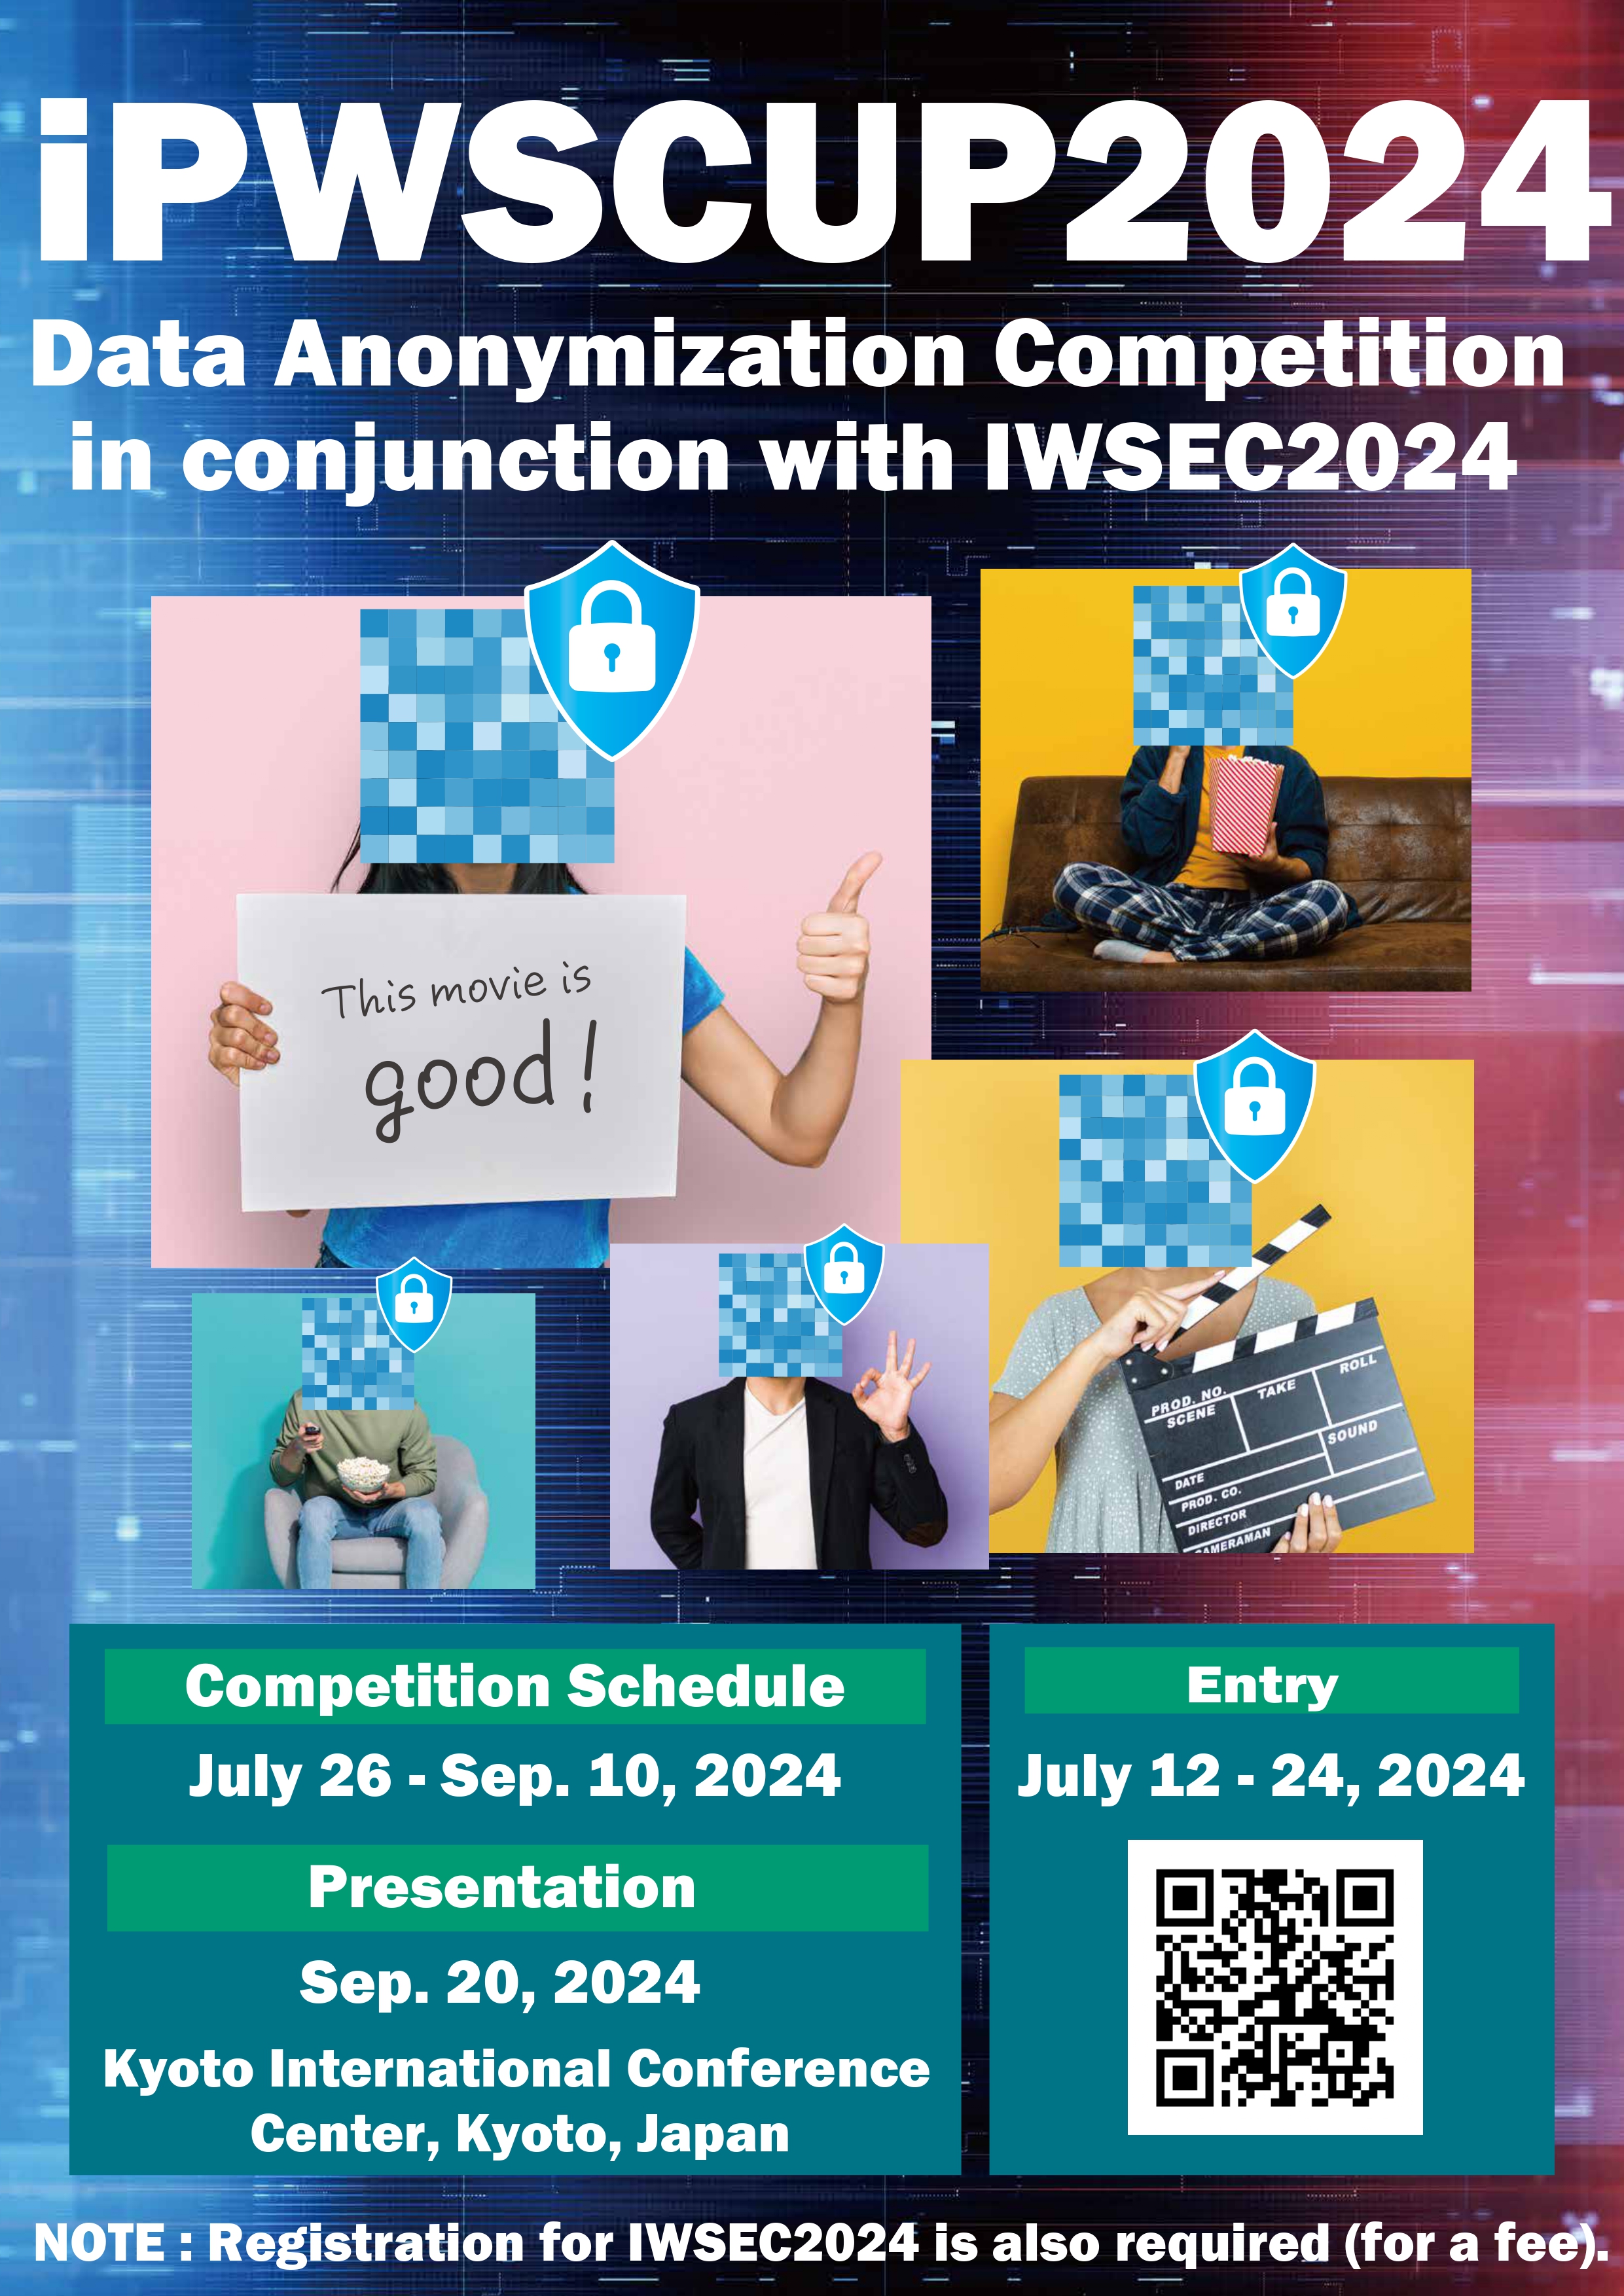 iPWSCUP2024
Data Anonymization Competition
in conjunction with IWSEC2024
This movie is
good!
PROD. NO.
SCENE
TAKE
ROLL
SOUND
DATE
PROD. CO.
DIRECTOR
CAMERAMAN
Competition Schedule
July 26 - Sep. 10, 2024
Presentation
Sep. 20, 2024
Kyoto International Conference
Center, Kyoto, Japan
Entry
July 12 - 24, 2024
NOTE : Registration for IWSEC2024 is also required (for a fee).